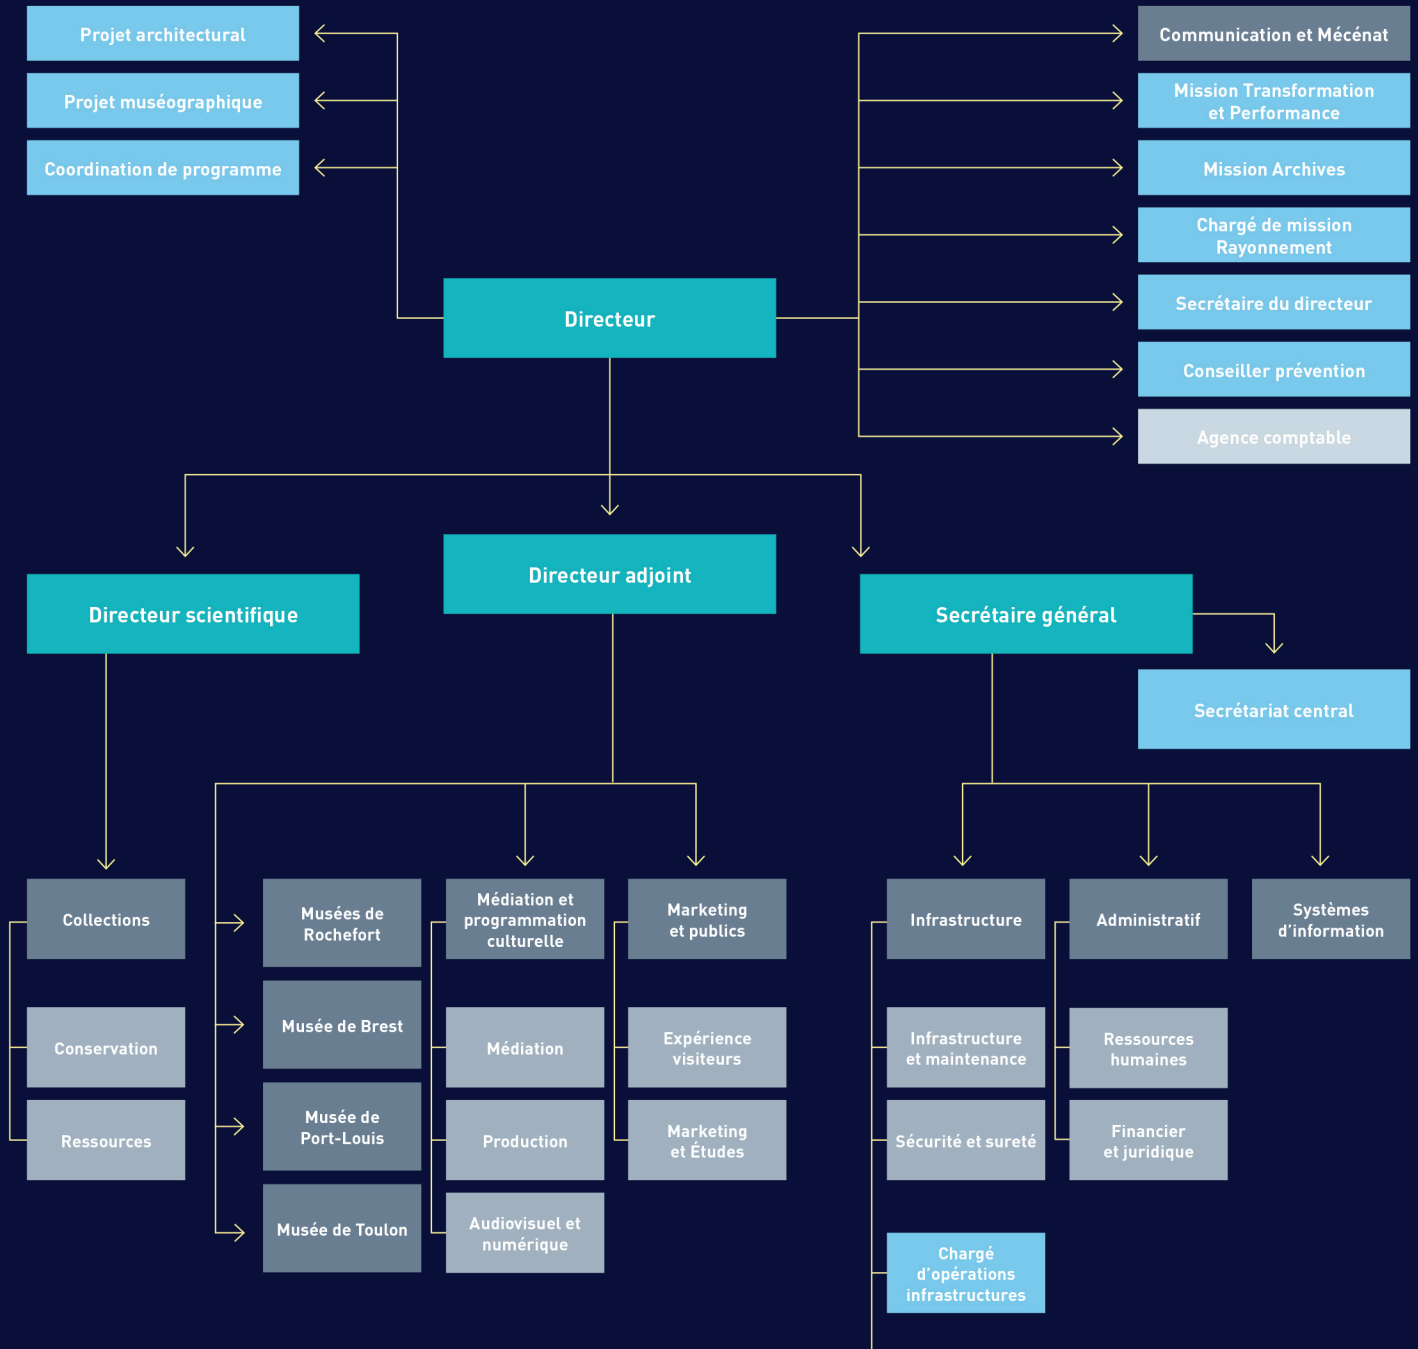 Projet architectural
Projet muséographique
Coordination de programme
Communication et Mécénat
Mission Transformation
et Performance
Mission Archives
Chargé de mission
Rayonnement
Secrétaire du directeur
Conseiller prévention
Agence comptable
Directeur
Directeur scientifique
Directeur adjoint
Secrétaire général
Secrétariat central
Collections
Conservation
Ressources
Musées de
Rochefort
Musée de Brest
Musée de
Port-Louis
Musée de Toulon
Médiation et
programmation
culturelle
Médiation
Production
Audiovisuel et
numérique
Marketing
et publics
Expérience
visiteurs
Marketing
et Études
Infrastructure
Infrastructure
et maintenance
Sécurité et sureté
Chargé
d’opérations
infrastructures
Administratif
Ressources
humaines
Financier
et juridique
Systèmes
d’information